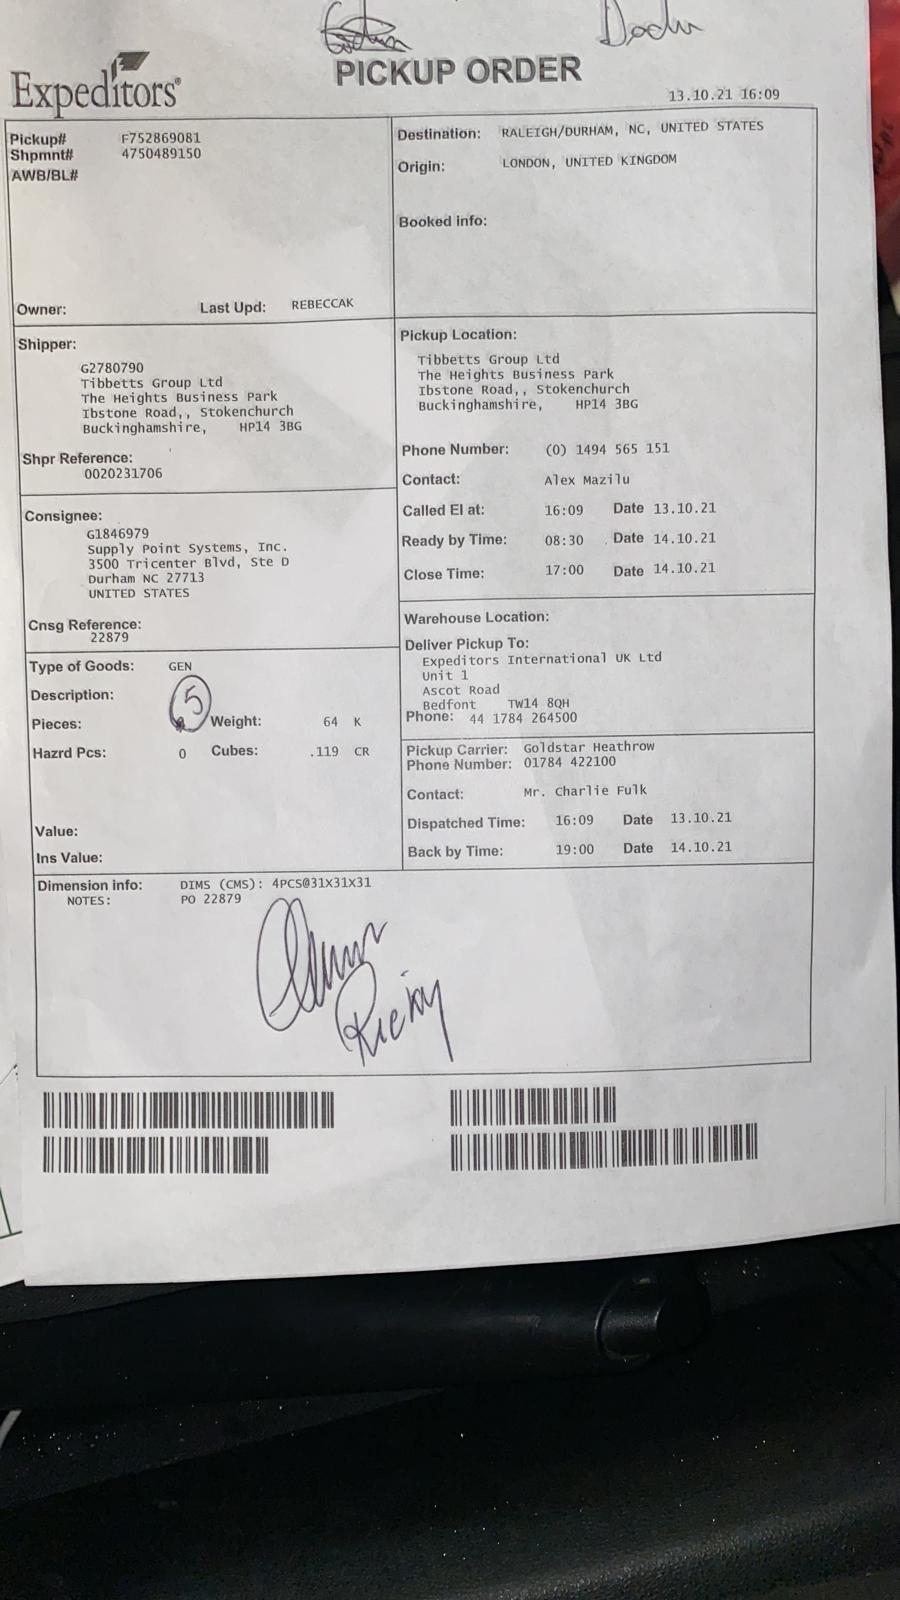 Dodu
Expeditors®
PICKUP ORDER
13.10.21 16:09
Pickup# F752869081
Shpmnt# 4750489150
AWB/BL#
Owner: Last Upd: REBECCAK
Destination: RALEIGH/DURHAM, NC, UNITED STATES
Origin: LONDON, UNITED KINGDOM
Booked info:
Shipper:
G2780790
Tibbetts Group Ltd
The Heights Business Park
Ibstone Road,, Stokenchurch
Buckinghamshire, HP14 3BG
Shpr Reference:
0020231706
Consignee:
G1846979
Supply Point Systems, Inc.
3500 Tricenter Blvd, Ste D
Durham NC 27713
UNITED STATES
Cnsg Reference:
22879
Type of Goods: GEN
Description:
5
Pieces: Weight: 64 K
Hazrd Pcs: 0 Cubes: .119 CR
Value:
Ins Value:
Pickup Location:
Tibbetts Group Ltd
The Heights Business Park
Ibstone Road,, Stokenchurch
Buckinghamshire, HP14 3BG
Phone Number: (0) 1494 565 151
Contact: Alex Mazilu
Called EI at: 16:09 Date 13.10.21
Ready by Time: 08:30 Date 14.10.21
Close Time: 17:00 Date 14.10.21
Warehouse Location:
Deliver Pickup To:
Expeditors International UK Ltd
Unit 1
Ascot Road
Bedfont TW14 8QH
Phone: 44 1784 264500
Pickup Carrier: Goldstar Heathrow
Phone Number: 01784 422100
Contact: Mr. Charlie Fulk
Dispatched Time: 16:09 Date 13.10.21
Back by Time: 19:00 Date 14.10.21
Dimension info: DIMS (CMS): 4PCS@31X31X31
NOTES: PO 22879
Ricky